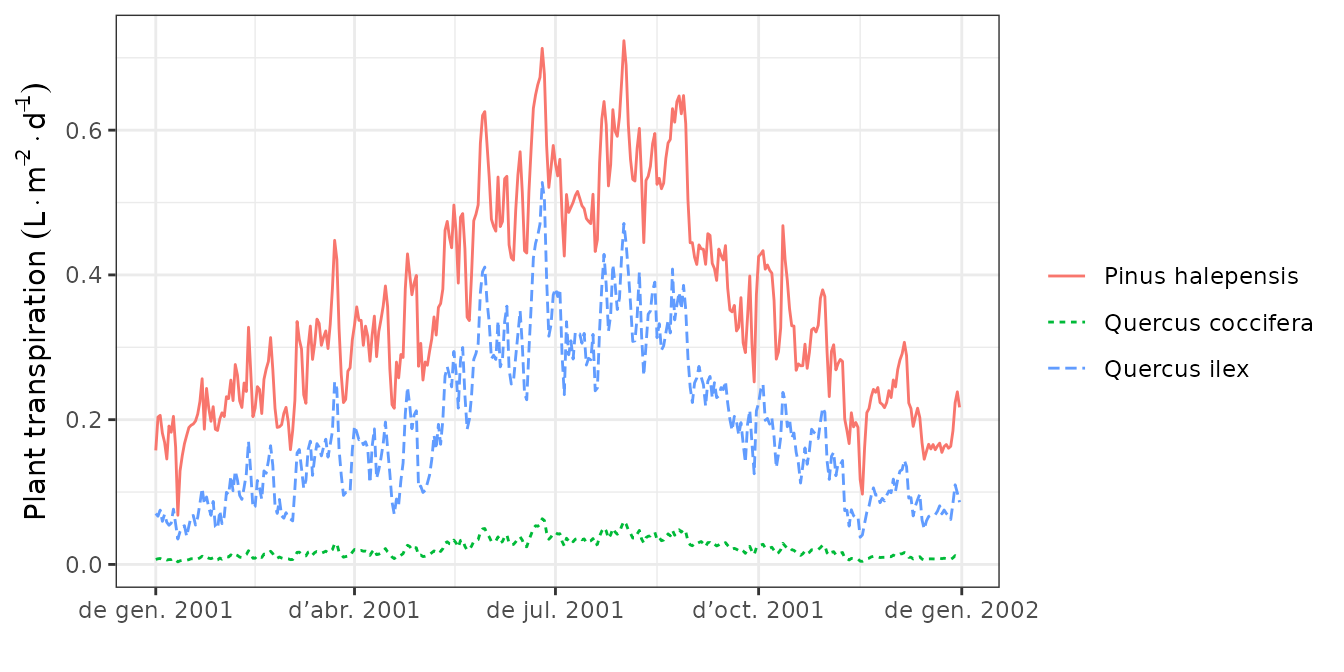 Plant transpiration (L · m⁻² · d⁻¹)
0.6
0.4
0.2
0.0
de gen. 2001 d’abr. 2001 de jul. 2001 d’oct. 2001 de gen. 2002
Pinus halepensis
Quercus coccifera
Quercus ilex